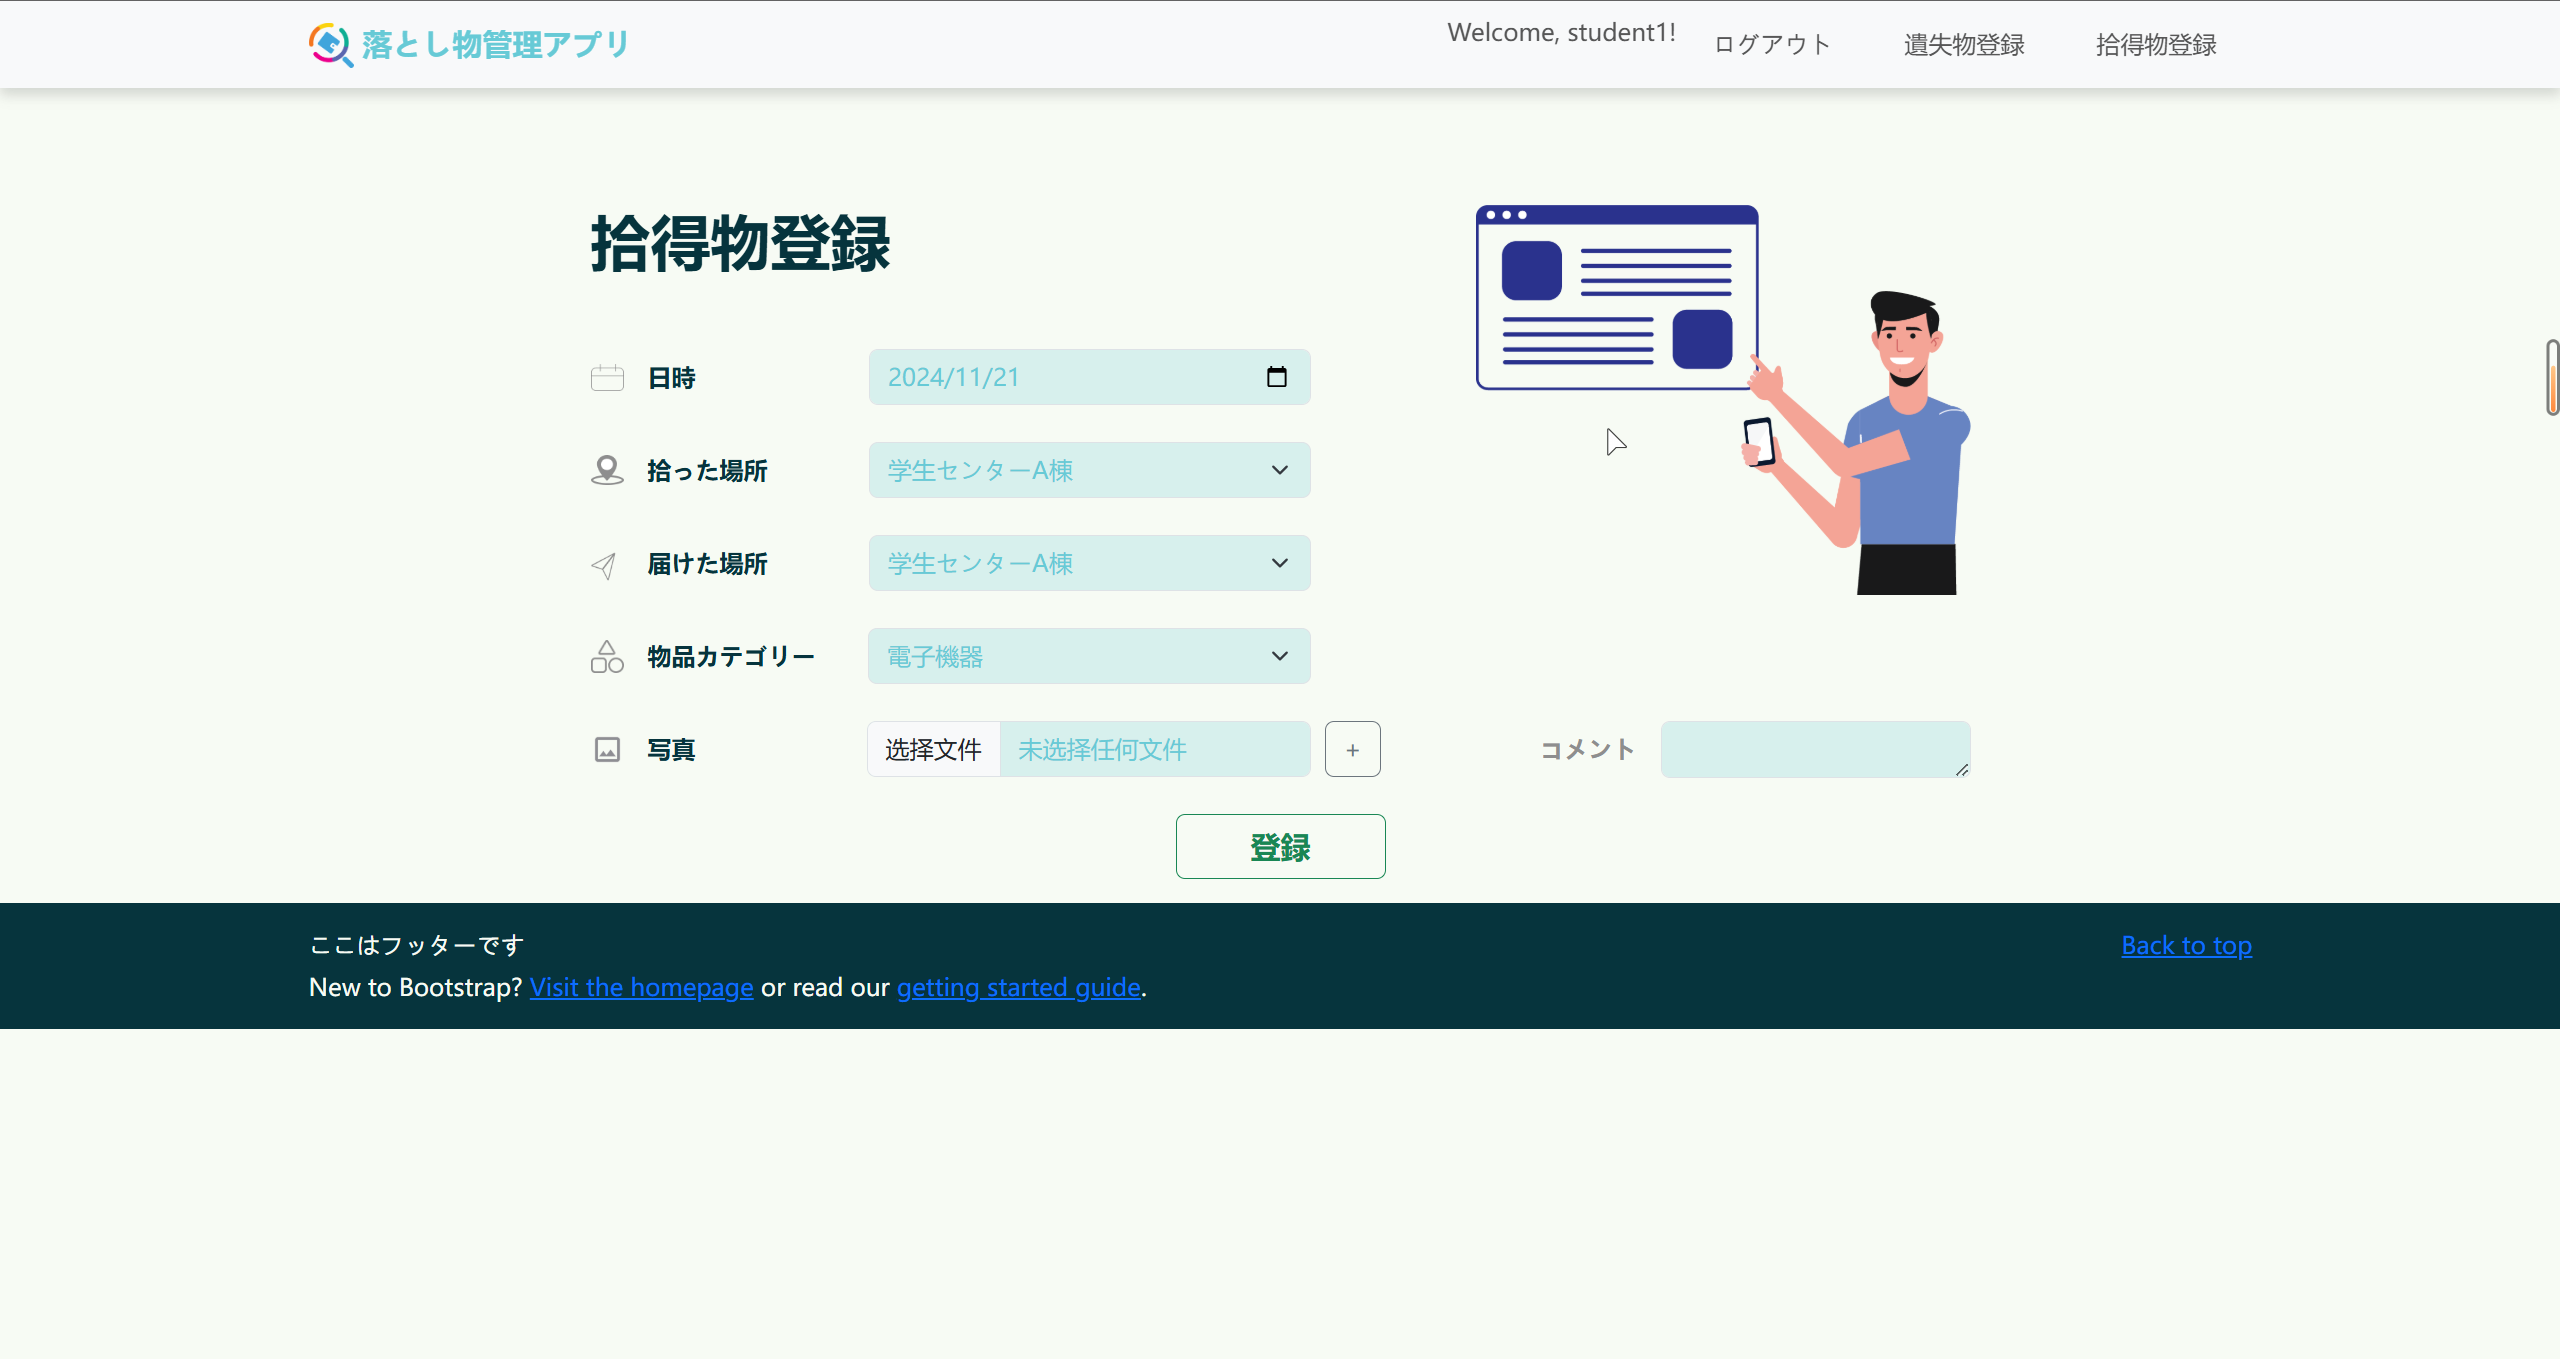 落とし物管理アプリ
Welcome, student1!
ログアウト
遺失物登録
拾得物登録
拾得物登録
日時
2024/11/21
拾った場所
学生センターA棟
届けた場所
学生センターA棟
物品カテゴリー
電子機器
写真
选择文件 未选择任何文件
+
コメント
登録
ここはフッターです
Back to top
New to Bootstrap? Visit the homepage or read our getting started guide.